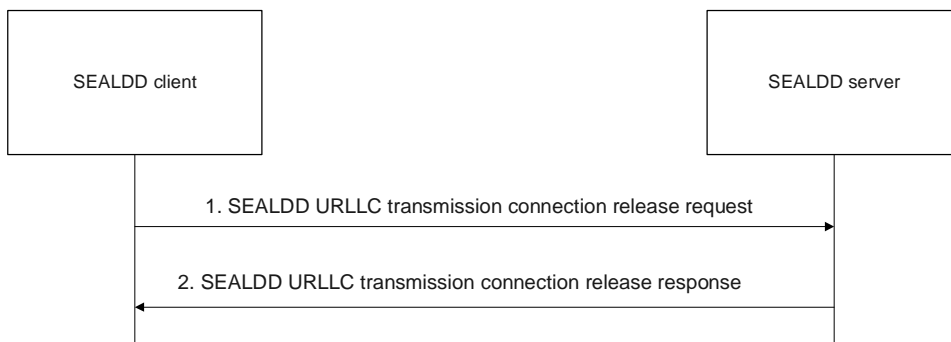 SEALDD client
SEALDD server
1. SEALDD URLLC transmission connection release request
2. SEALDD URLLC transmission connection release response